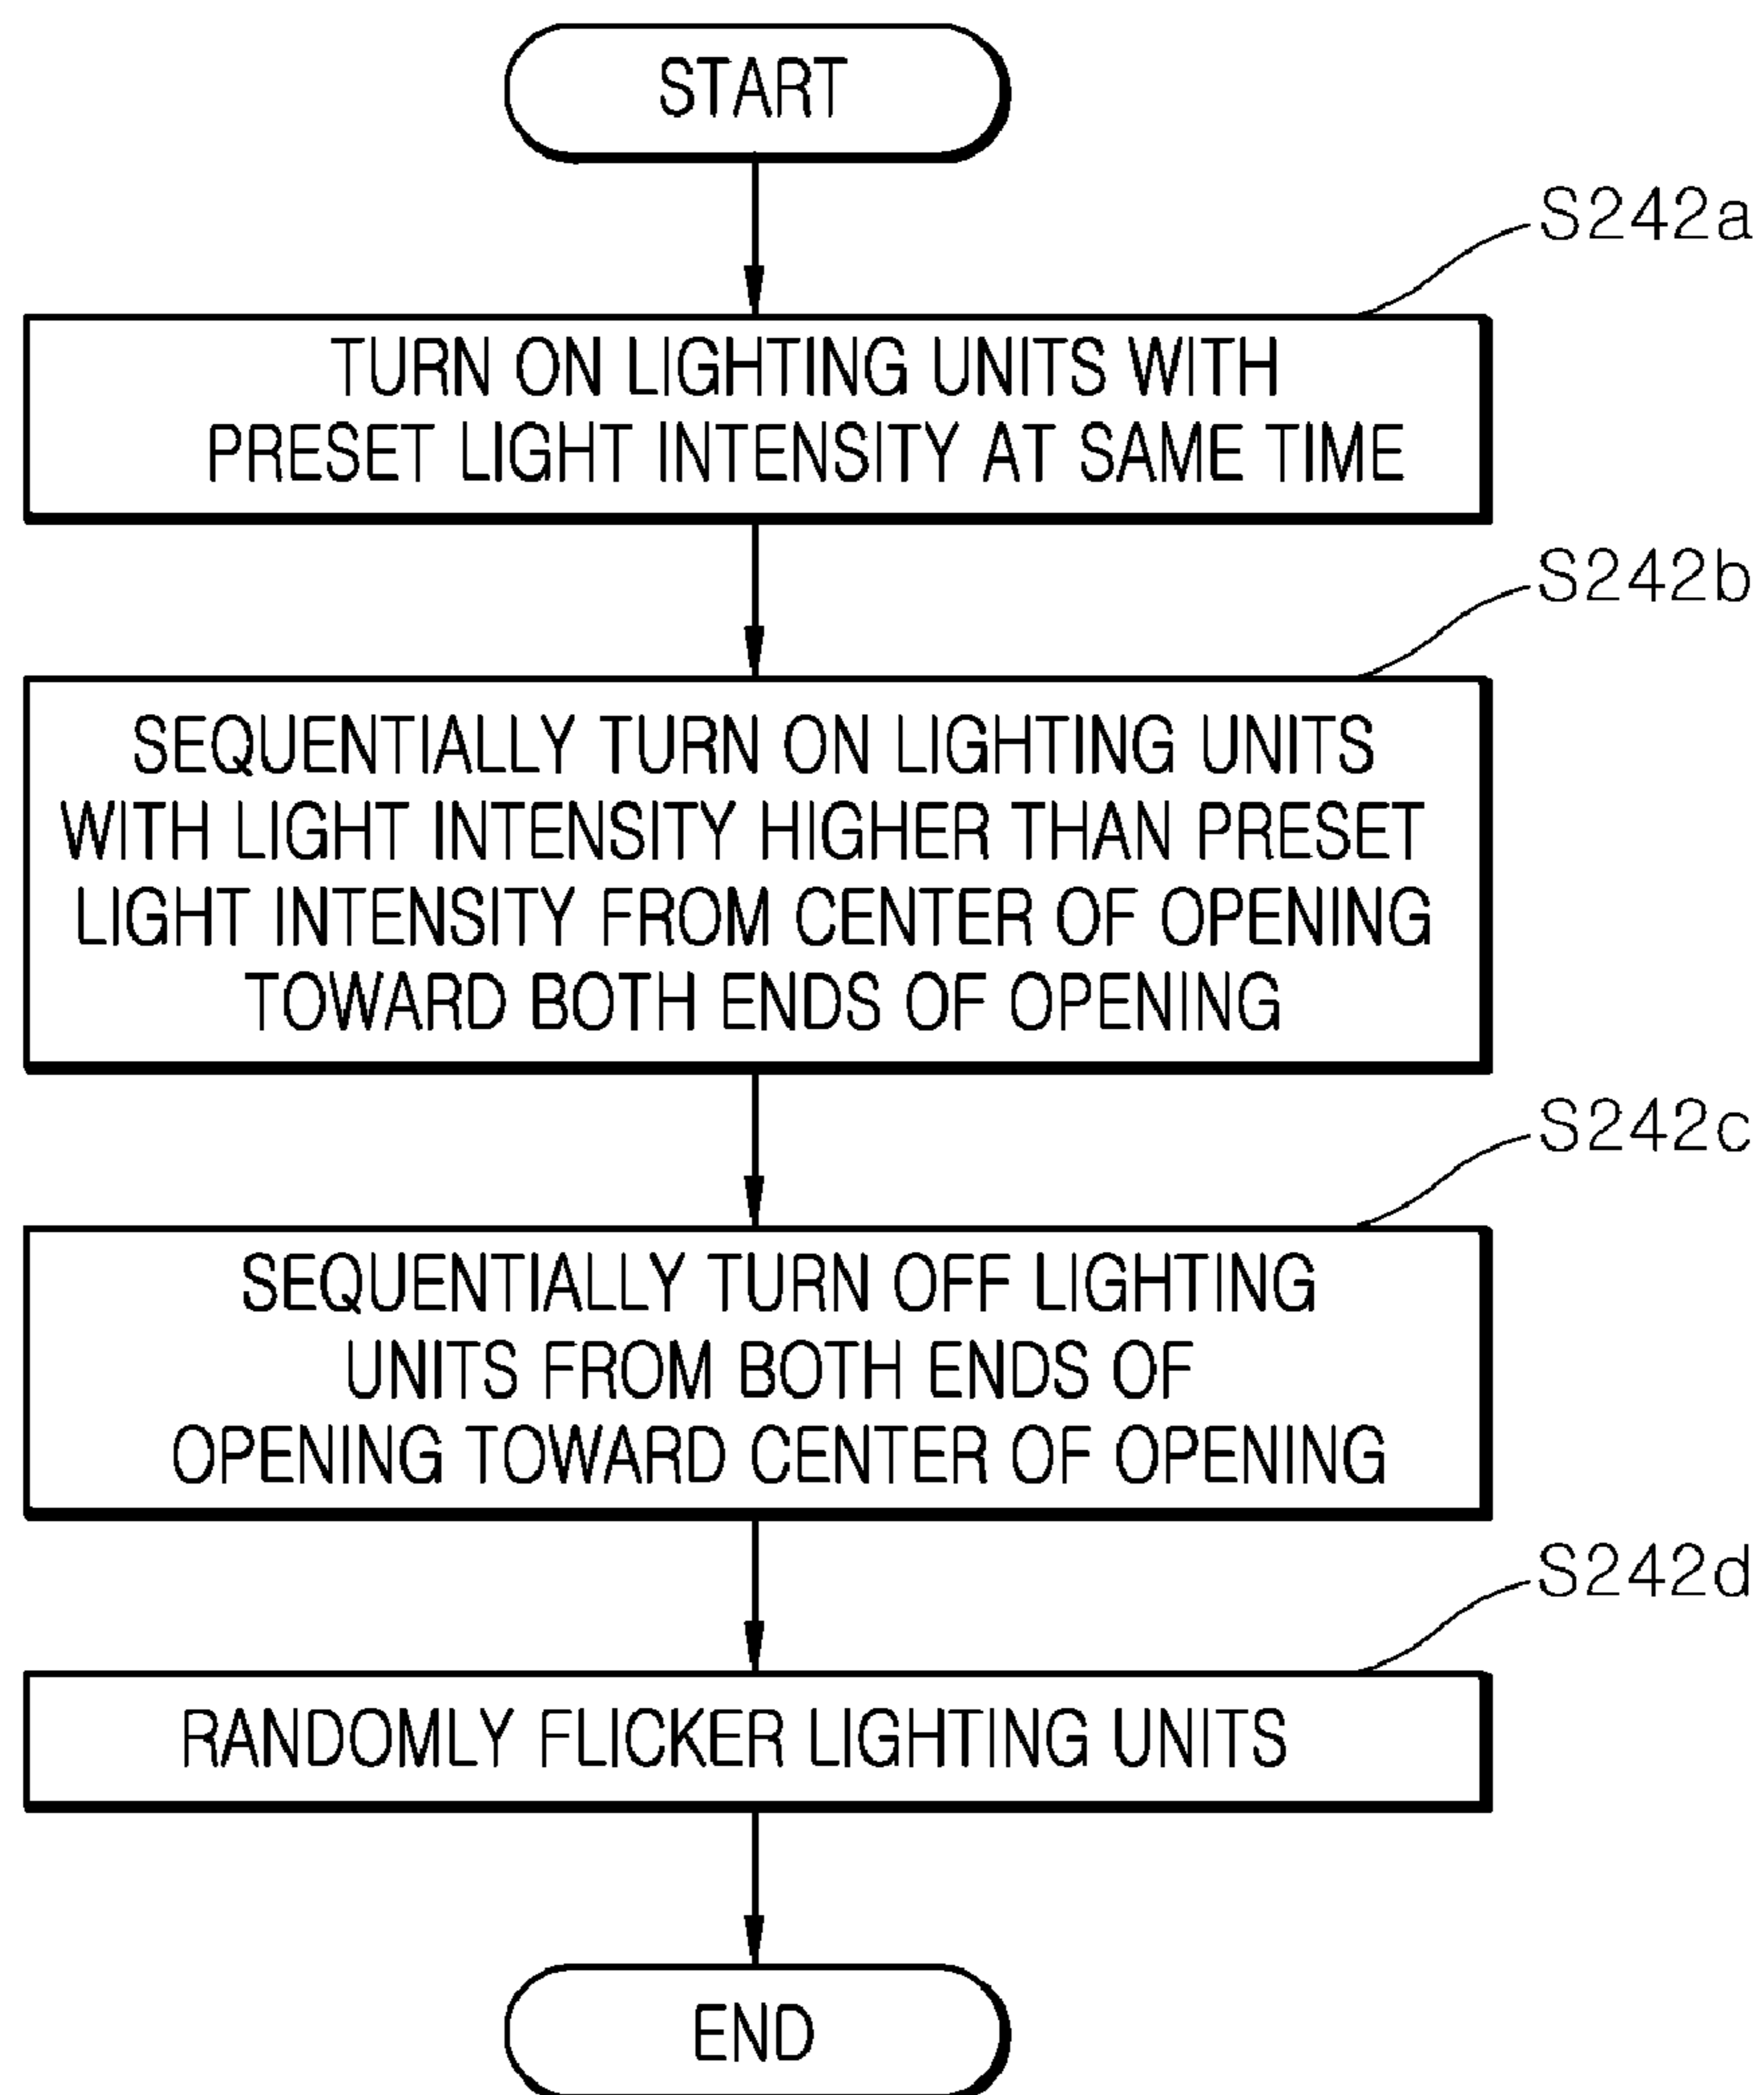 START
S242a
TURN ON LIGHTING UNITS WITH
PRESET LIGHT INTENSITY AT SAME TIME
S242b
SEQUENTIALLY TURN ON LIGHTING UNITS
WITH LIGHT INTENSITY HIGHER THAN PRESET
LIGHT INTENSITY FROM CENTER OF OPENING
TOWARD BOTH ENDS OF OPENING
S242c
SEQUENTIALLY TURN OFF LIGHTING
UNITS FROM BOTH ENDS OF
OPENING TOWARD CENTER OF OPENING
S242d
RANDOMLY FLICKER LIGHTING UNITS
END